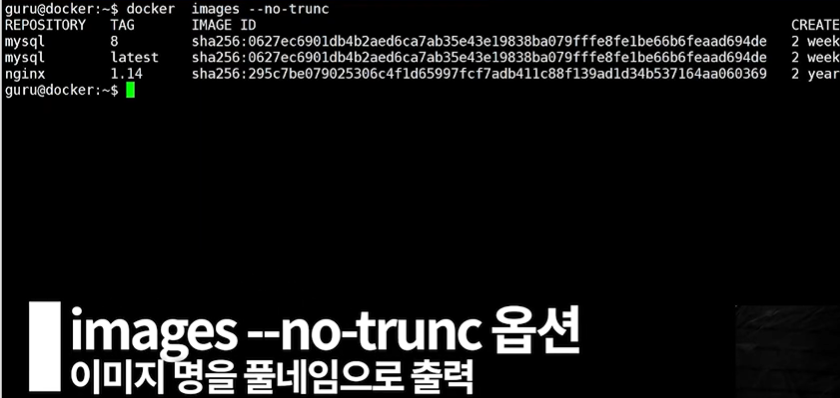 guru@docker:~$ docker  images --no-trunc
REPOSITORY   TAG       IMAGE ID                                                                  CREATE
mysql        8         sha256:0627ec6901db4b2aed6ca7ab35e43e19838ba079fffe8fe1be66b6feaad694de   2 week
mysql        latest    sha256:0627ec6901db4b2aed6ca7ab35e43e19838ba079fffe8fe1be66b6feaad694de   2 week
nginx        1.14      sha256:295c7be079025306c4f1d65997fcf7adb411c88f139ad1d34b537164aa060369   2 year
guru@docker:~$
images --no-trunc 옵션
이미지 명을 풀네임으로 출력